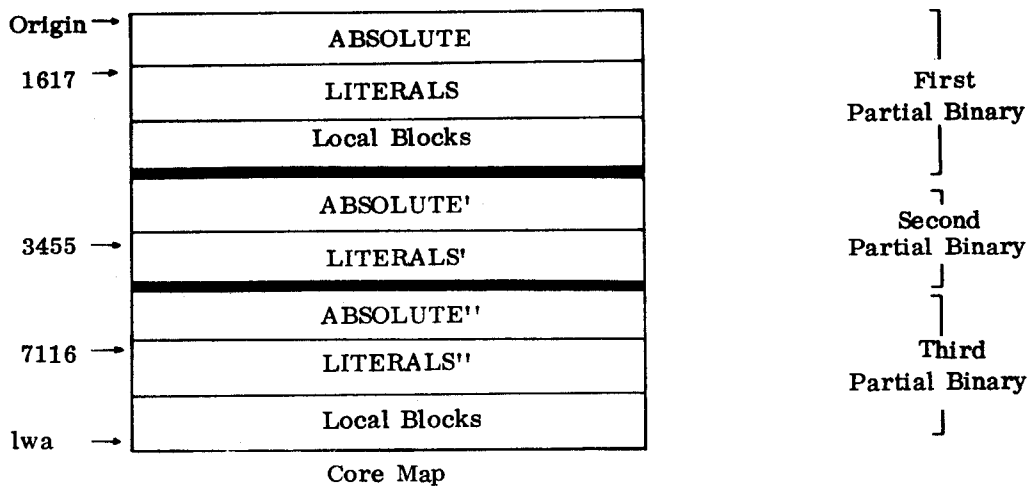 Origin
ABSOLUTE
1617
LITERALS
First
Partial Binary
Local Blocks
ABSOLUTE'
Second
3455
LITERALS'
Partial Binary
ABSOLUTE''
7116
LITERALS''
Third
Partial Binary
Local Blocks
lwa
Core Map